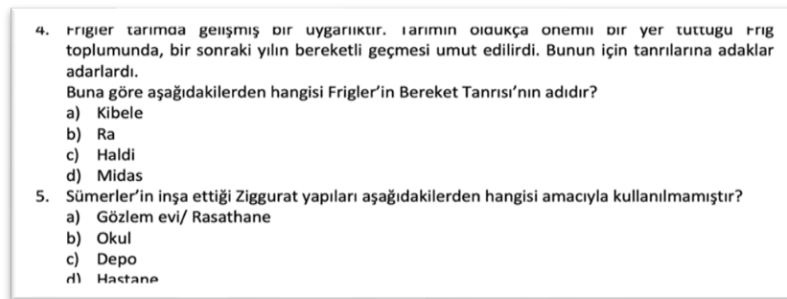 4. Frigler tarımda gelişmiş bir uygarlıktır. Tarımın oldukça önemli bir yer tuttuğu Frig
toplumunda, bir sonraki yılın bereketli geçmesi umut edilirdi. Bunun için tanrılarına adaklar
adarlardı.
Buna göre aşağıdakilerden hangisi Frigler'in Bereket Tanrısı'nın adıdır?
a) Kibele
b) Ra
c) Haldi
d) Midas
5. Sümerler'in inşa ettiği Ziggurat yapıları aşağıdakilerden hangisi amacıyla kullanılmamıştır?
a) Gözlem evi/ Rasathane
b) Okul
c) Depo
d) Hastane